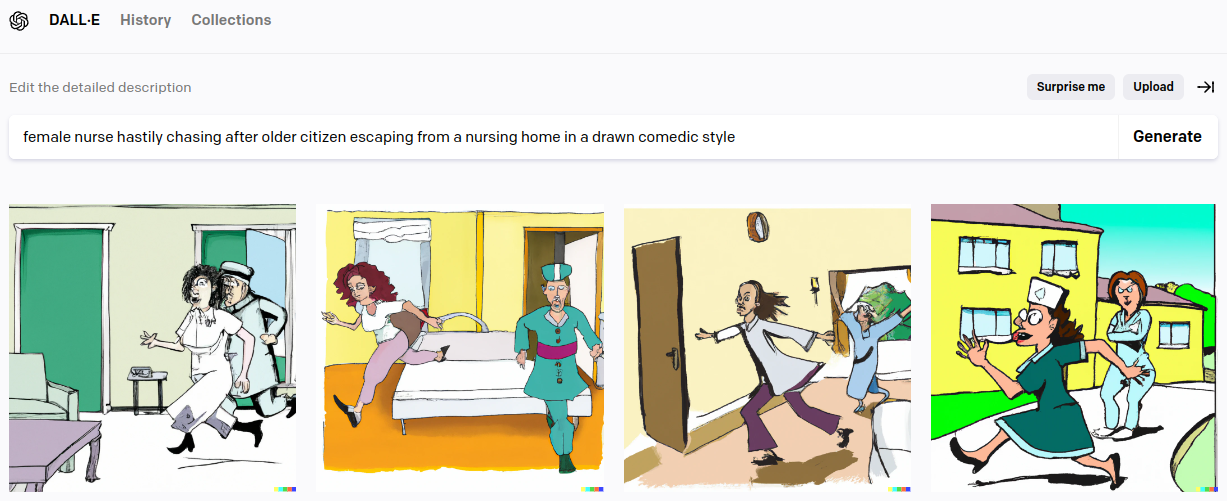 DALL·E History Collections
Edit the detailed description
Surprise me Upload
female nurse hastily chasing after older citizen escaping from a nursing home in a drawn comedic style
Generate